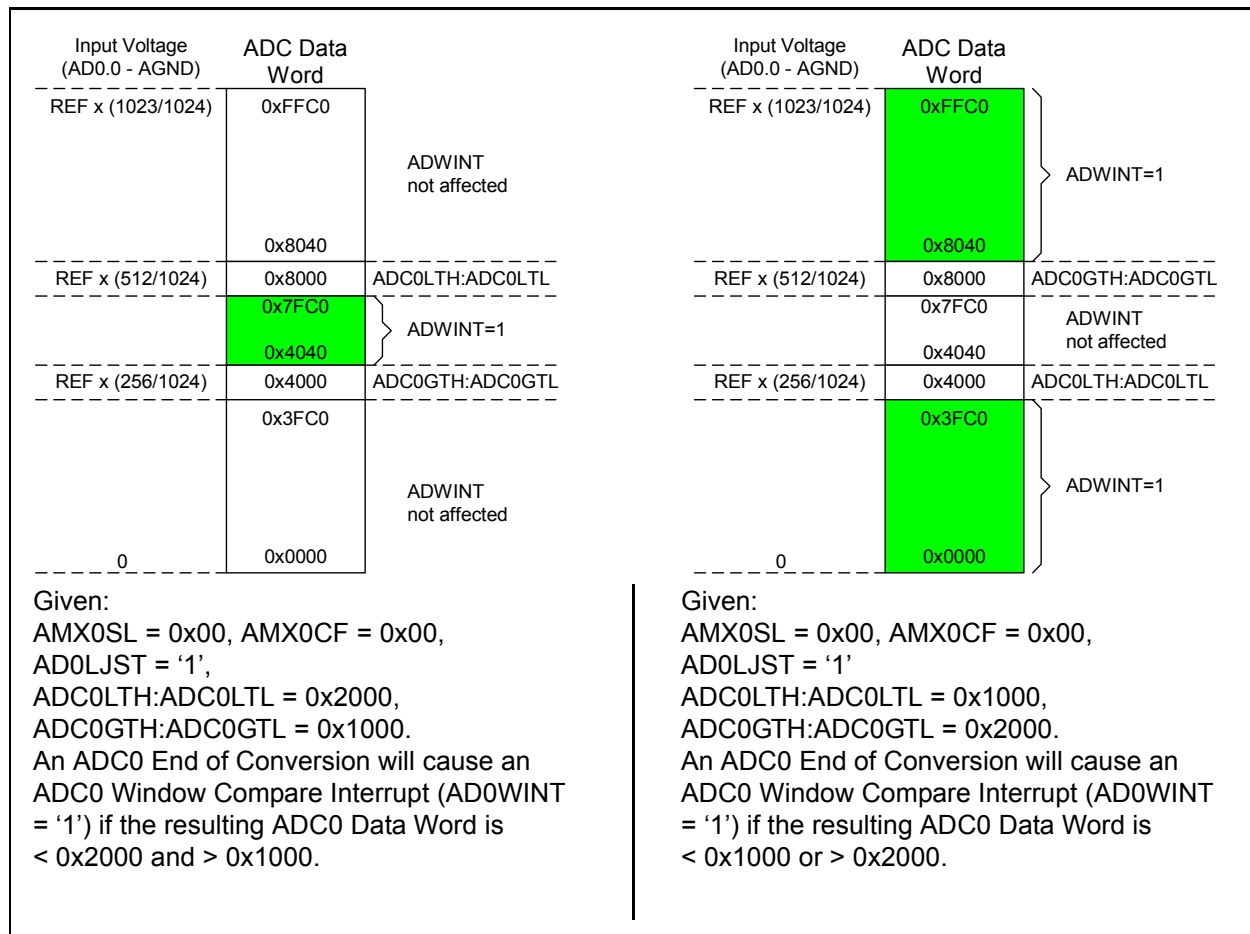 Input Voltage
(AD0.0 - AGND)
ADC Data
Word
REF x (1023/1024)
0xFFC0
ADWINT
not affected
0x8040
REF x (512/1024)
0x8000
ADC0LTH:ADC0LTL
0x7FC0
ADWINT=1
0x4040
REF x (256/1024)
0x4000
ADC0GTH:ADC0GTL
0x3FC0
ADWINT
not affected
0
0x0000
Given:
AMX0SL = 0x00, AMX0CF = 0x00,
AD0LJST = ‘1’,
ADC0LTH:ADC0LTL = 0x2000,
ADC0GTH:ADC0GTL = 0x1000.
An ADC0 End of Conversion will cause an
ADC0 Window Compare Interrupt (AD0WINT
= ‘1’) if the resulting ADC0 Data Word is
< 0x2000 and > 0x1000.
Input Voltage
(AD0.0 - AGND)
ADC Data
Word
REF x (1023/1024)
0xFFC0
ADWINT=1
0x8040
REF x (512/1024)
0x8000
ADC0GTH:ADC0GTL
0x7FC0
ADWINT
not affected
0x4040
REF x (256/1024)
0x4000
ADC0LTH:ADC0LTL
0x3FC0
ADWINT=1
0
0x0000
Given:
AMX0SL = 0x00, AMX0CF = 0x00,
AD0LJST = ‘1’
ADC0LTH:ADC0LTL = 0x1000,
ADC0GTH:ADC0GTL = 0x2000.
An ADC0 End of Conversion will cause an
ADC0 Window Compare Interrupt (AD0WINT
= ‘1’) if the resulting ADC0 Data Word is
< 0x1000 or > 0x2000.